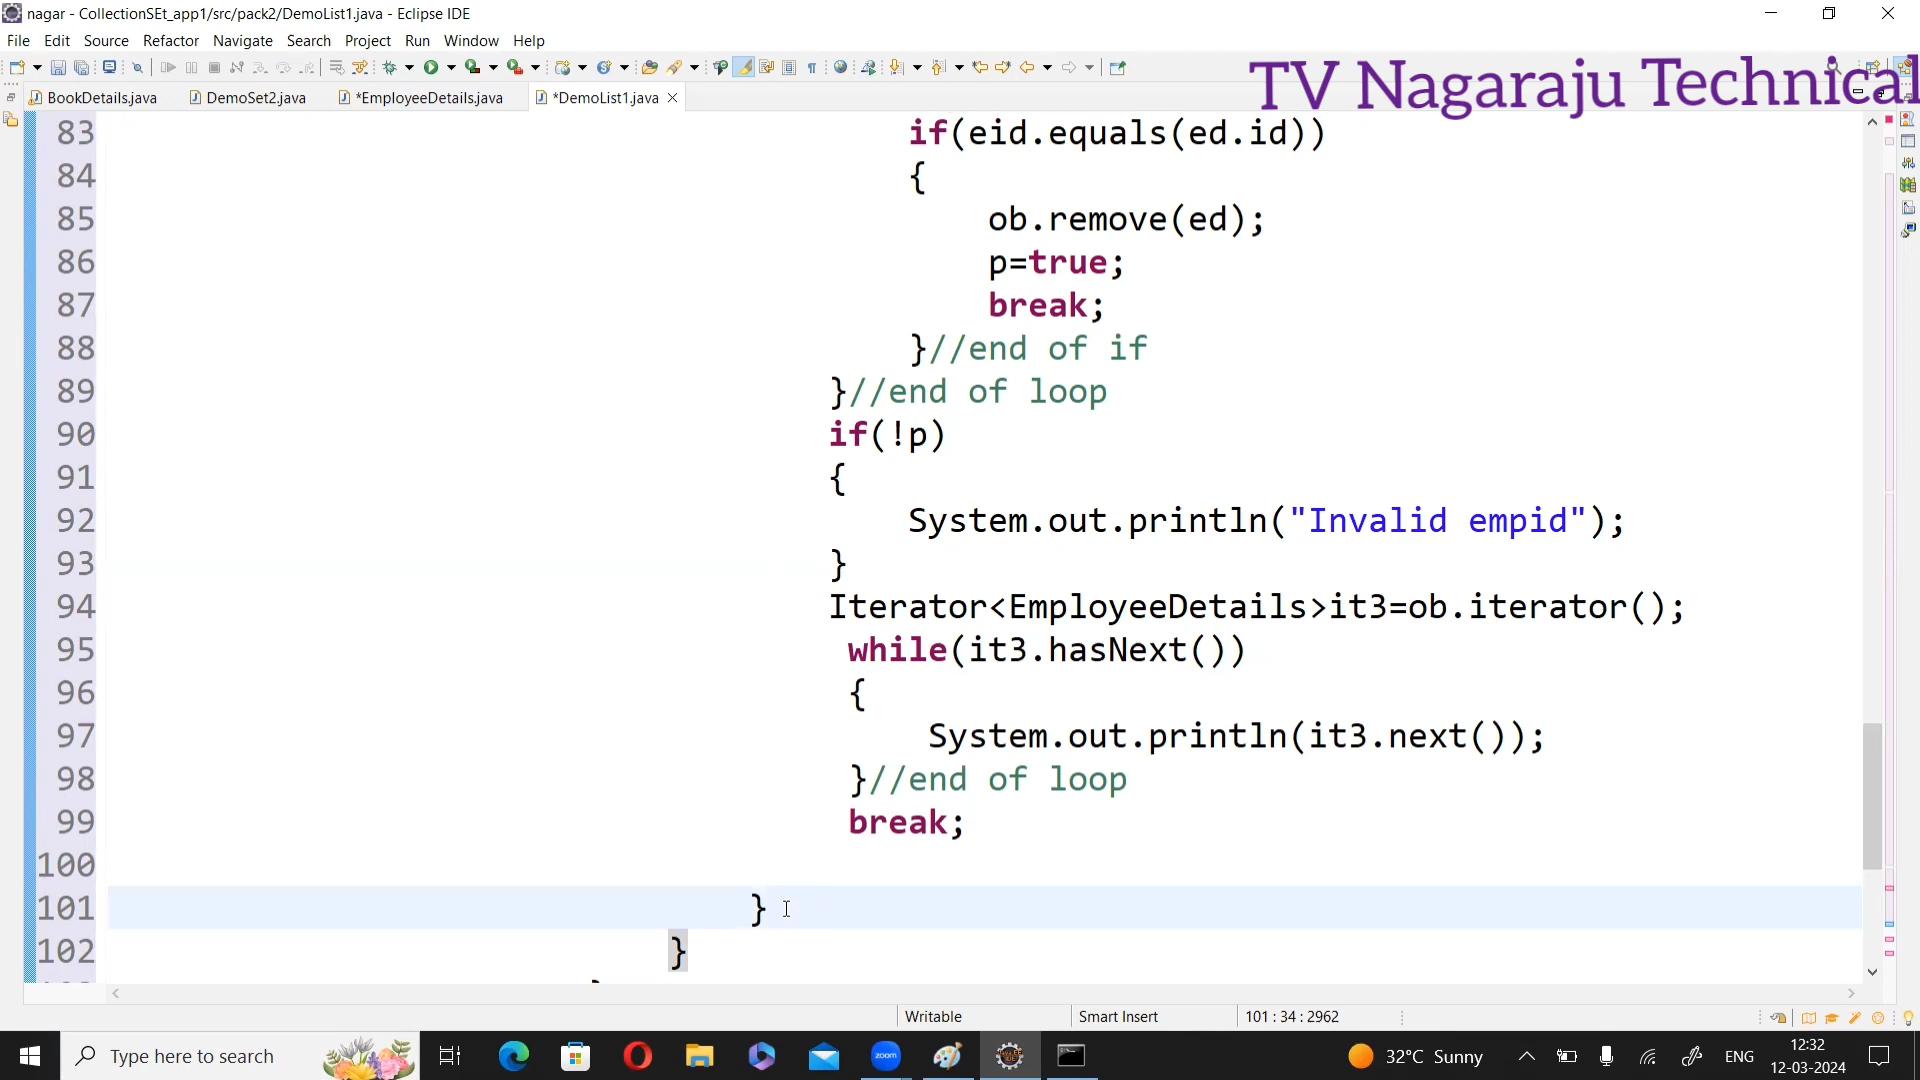 nagar - CollectionSEt_app1/src/pack2/DemoList1.java - Eclipse IDE
File Edit Source Refactor Navigate Search Project Run Window Help
TV Nagaraju Technical
BookDetails.java DemoSet2.java *EmployeeDetails.java *DemoList1.java
83 if(eid.equals(ed.id))
84 {
85 ob.remove(ed);
86 p=true;
87 break;
88 }//end of if
89 }//end of loop
90 if(!p)
91 {
92 System.out.println("Invalid empid");
93 }
94 Iterator<EmployeeDetails>it3=ob.iterator();
95 while(it3.hasNext())
96 {
97 System.out.println(it3.next());
98 }//end of loop
99 break;
100
101 }
102 }
Writable Smart Insert 101 : 34 : 2962
Type here to search zoom 32°C Sunny ENG 12:32
12-03-2024